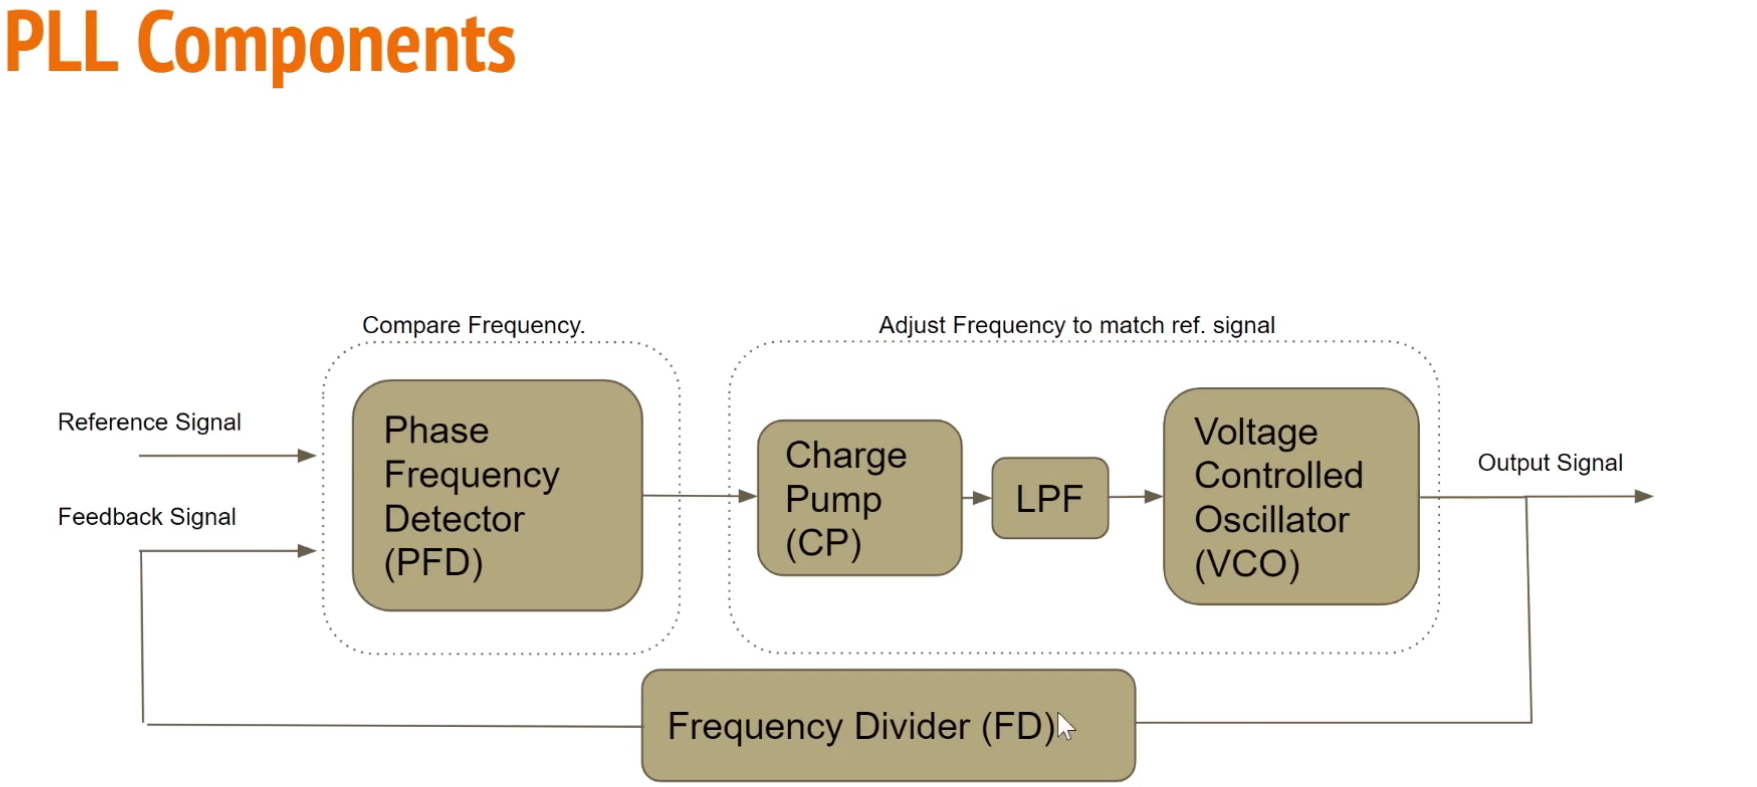 PLL Components
Compare Frequency.
Adjust Frequency to match ref. signal
Reference Signal
Feedback Signal
Phase
Frequency
Detector
(PFD)
Charge
Pump
(CP)
LPF
Voltage
Controlled
Oscillator
(VCO)
Output Signal
Frequency Divider (FD)